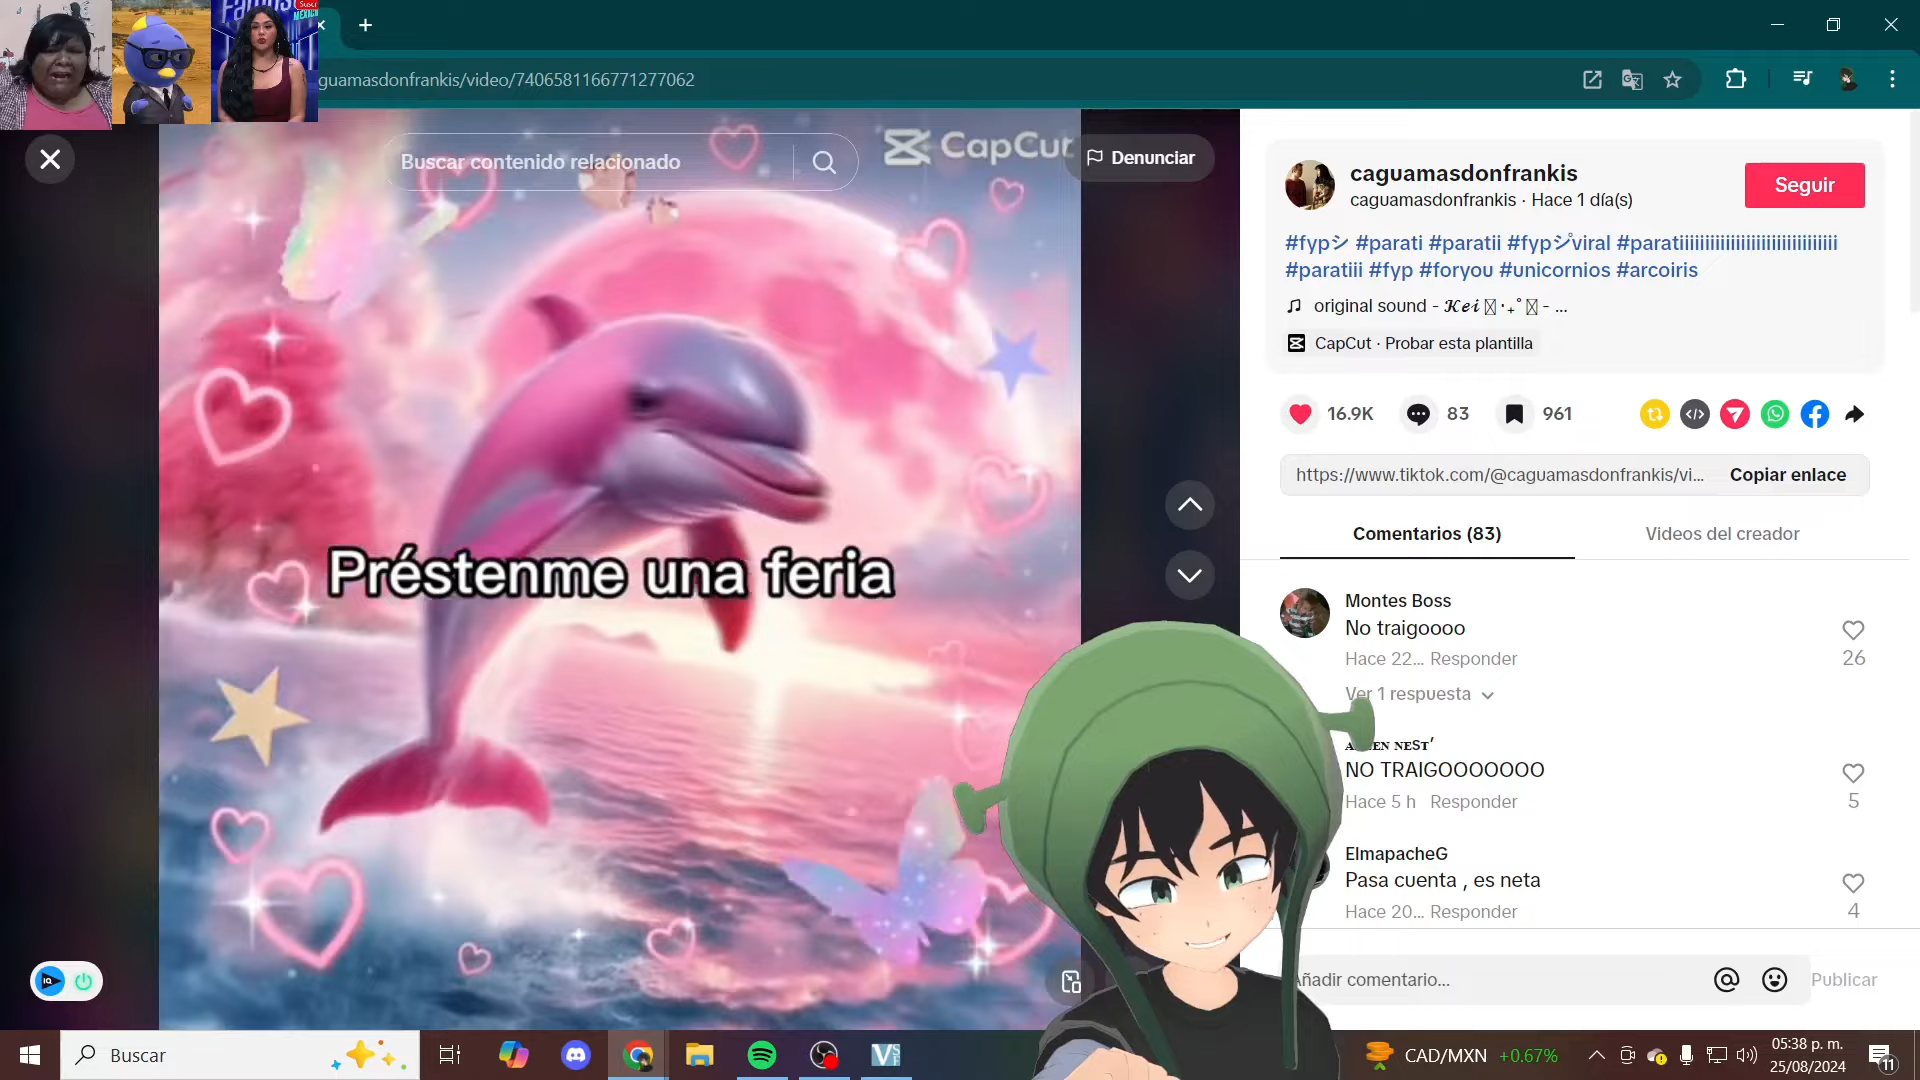 Suscr
MÉXICO
guamasdonfrankis/video/7406581166771277062
Buscar contenido relacionado
CapCut
Denunciar
Préstenme una feria
caguamasdonfrankis
caguamasdonfrankis · Hace 1 día(s)
Seguir
#fypシ #parati #paratii #fypジviral #paratiiiiiiiiiiiiiiiiiiiiiiiiiiiiii
#paratiii #fyp #foryou #unicornios #arcoiris
original sound - 𝓚𝓮𝓲 ‧₊˚ - ...
CapCut · Probar esta plantilla
16.9K
83
961
https://www.tiktok.com/@caguamasdonfrankis/vi...
Copiar enlace
Comentarios (83)
Videos del creador
Montes Boss
No traigoooo
26
Hace 22... Responder
Ver 1 respuesta
NO TRAIGOOOOOOO
5
Hace 5 h Responder
ElmapacheG
Pasa cuenta , es neta
4
Hace 20... Responder
Añadir comentario...
Publicar
Buscar
CAD/MXN +0.67%
05:38 p. m.
25/08/2024
11